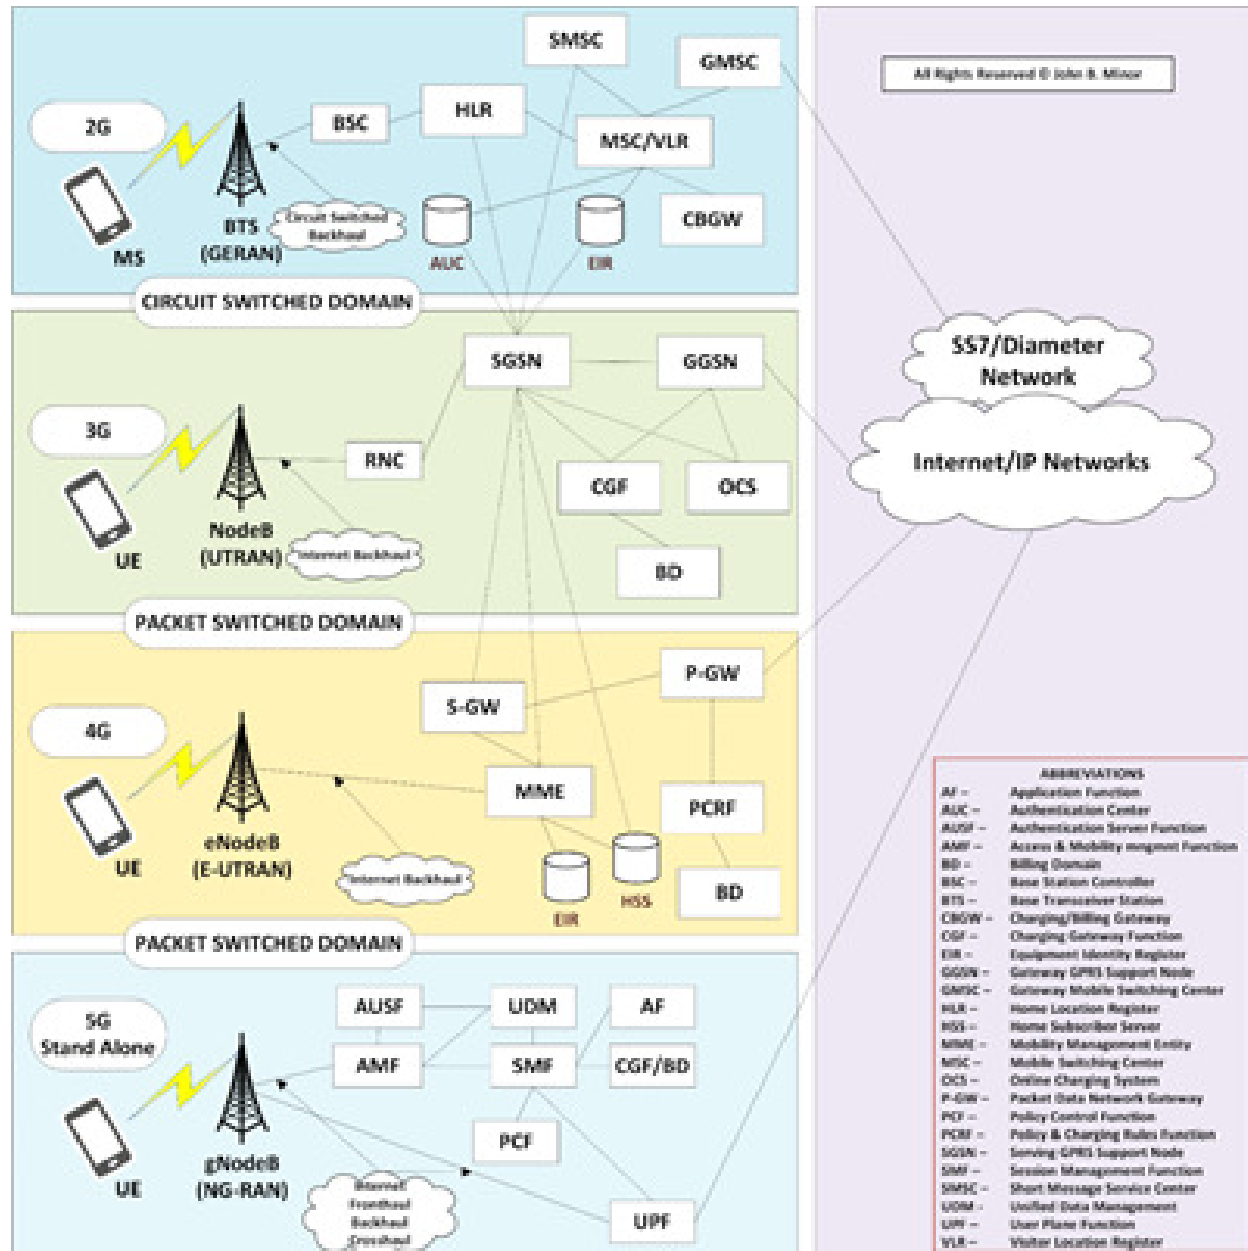 All Rights Reserved © John B. Minor
SMSC
GMSC
2G
BSC
HLR
MSC/VLR
BTS
(GERAN)
MS
Circuit Switched
Backhaul
AUC
EIR
CBGW
CIRCUIT SWITCHED DOMAIN
SGSN
GGSN
3G
RNC
CGF
OCS
NodeB
(UTRAN)
UE
Internet Backhaul
BD
PACKET SWITCHED DOMAIN
P-GW
S-GW
4G
MME
PCRF
eNodeB
(E-UTRAN)
UE
Internet Backhaul
EIR
HSS
BD
PACKET SWITCHED DOMAIN
5G
Stand Alone
AUSF
UDM
AF
AMF
SMF
CGF/BD
PCF
gNodeB
(NG-RAN)
UE
Internet
Fronthaul
Backhaul
Crosshaul
UPF
SS7/Diameter
Network
Internet/IP Networks
ABBREVIATIONS
AF – Application Function
AUC – Authentication Center
AUSF – Authentication Server Function
AMF – Access & Mobility mngmnt Function
BD – Billing Domain
BSC – Base Station Controller
BTS – Base Transceiver Station
CBGW – Charging/Billing Gateway
CGF – Charging Gateway Function
EIR – Equipment Identity Register
GGSN – Gateway GPRS Support Node
GMSC – Gateway Mobile Switching Center
HLR – Home Location Register
HSS – Home Subscriber Server
MME – Mobility Management Entity
MSC – Mobile Switching Center
OCS – Online Charging System
P-GW – Packet Data Network Gateway
PCF – Policy Control Function
PCRF – Policy & Charging Rules Function
SGSN – Serving GPRS Support Node
SMF – Session Management Function
SMSC – Short Message Service Center
UDM - Unified Data Management
UPF – User Plane Function
VLR – Visitor Location Register